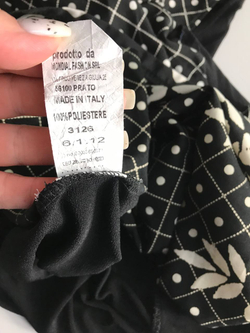 prodotto da
MONDIAL FASHION SRL
59100 PRATO
MADE IN ITALY
100% POLIESTERE
3126
6.1.12